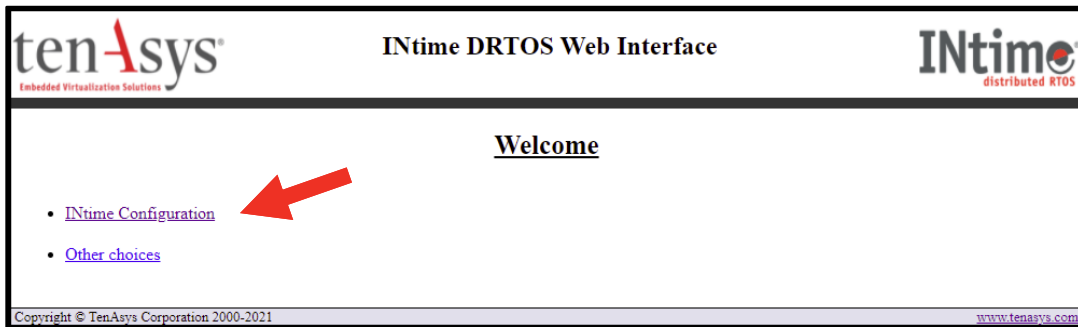 tenAsys
Embedded Virtualization Solutions
INtime DRTOS Web Interface
INtime
distributed RTOS
Welcome
• INtime Configuration
• Other choices
Copyright © TenAsys Corporation 2000-2021
www.tenasys.com